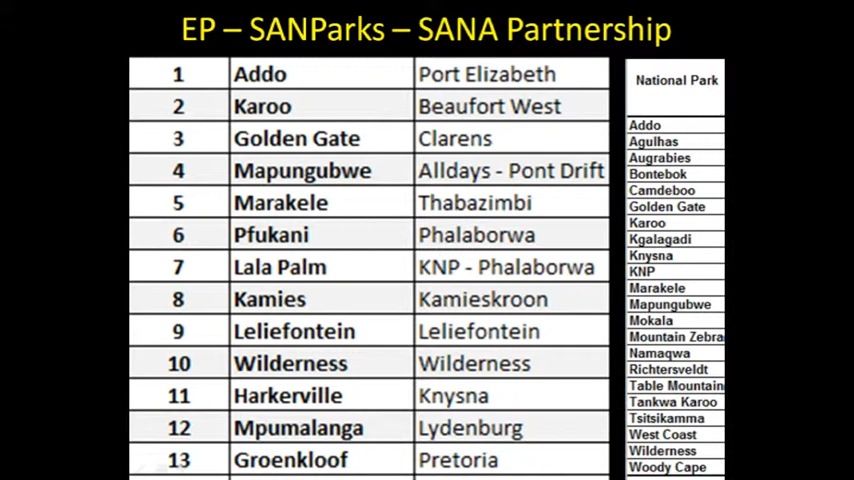 EP – SANParks – SANA Partnership
1 Addo Port Elizabeth
2 Karoo Beaufort West
3 Golden Gate Clarens
4 Mapungubwe Alldays - Pont Drift
5 Marakele Thabazimbi
6 Pfukani Phalaborwa
7 Lala Palm KNP - Phalaborwa
8 Kamies Kamieskroon
9 Leliefontein Leliefontein
10 Wilderness Wilderness
11 Harkerville Knysna
12 Mpumalanga Lydenburg
13 Groenkloof Pretoria
National Park
Addo
Agulhas
Augrabies
Bontebok
Camdeboo
Golden Gate
Karoo
Kgalagadi
Knysna
KNP
Marakele
Mapungubwe
Mokala
Mountain Zebra
Namaqwa
Richtersveldt
Table Mountain
Tankwa Karoo
Tsitsikamma
West Coast
Wilderness
Woody Cape